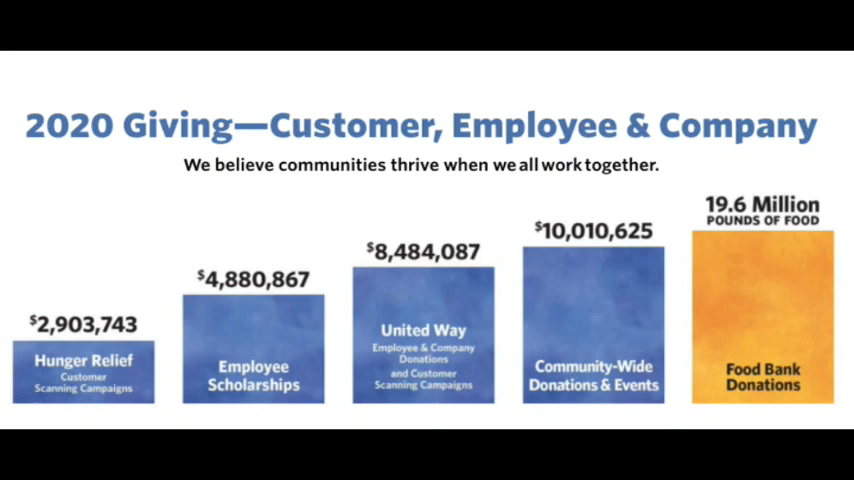 2020 Giving—Customer, Employee & Company
We believe communities thrive when we all work together.
$2,903,743
Hunger Relief
Customer
Scanning Campaigns
$4,880,867
Employee
Scholarships
$8,484,087
United Way
Employee & Company
Donations
and Customer
Scanning Campaigns
$10,010,625
Community-Wide
Donations & Events
19.6 Million
POUNDS OF FOOD
Food Bank
Donations